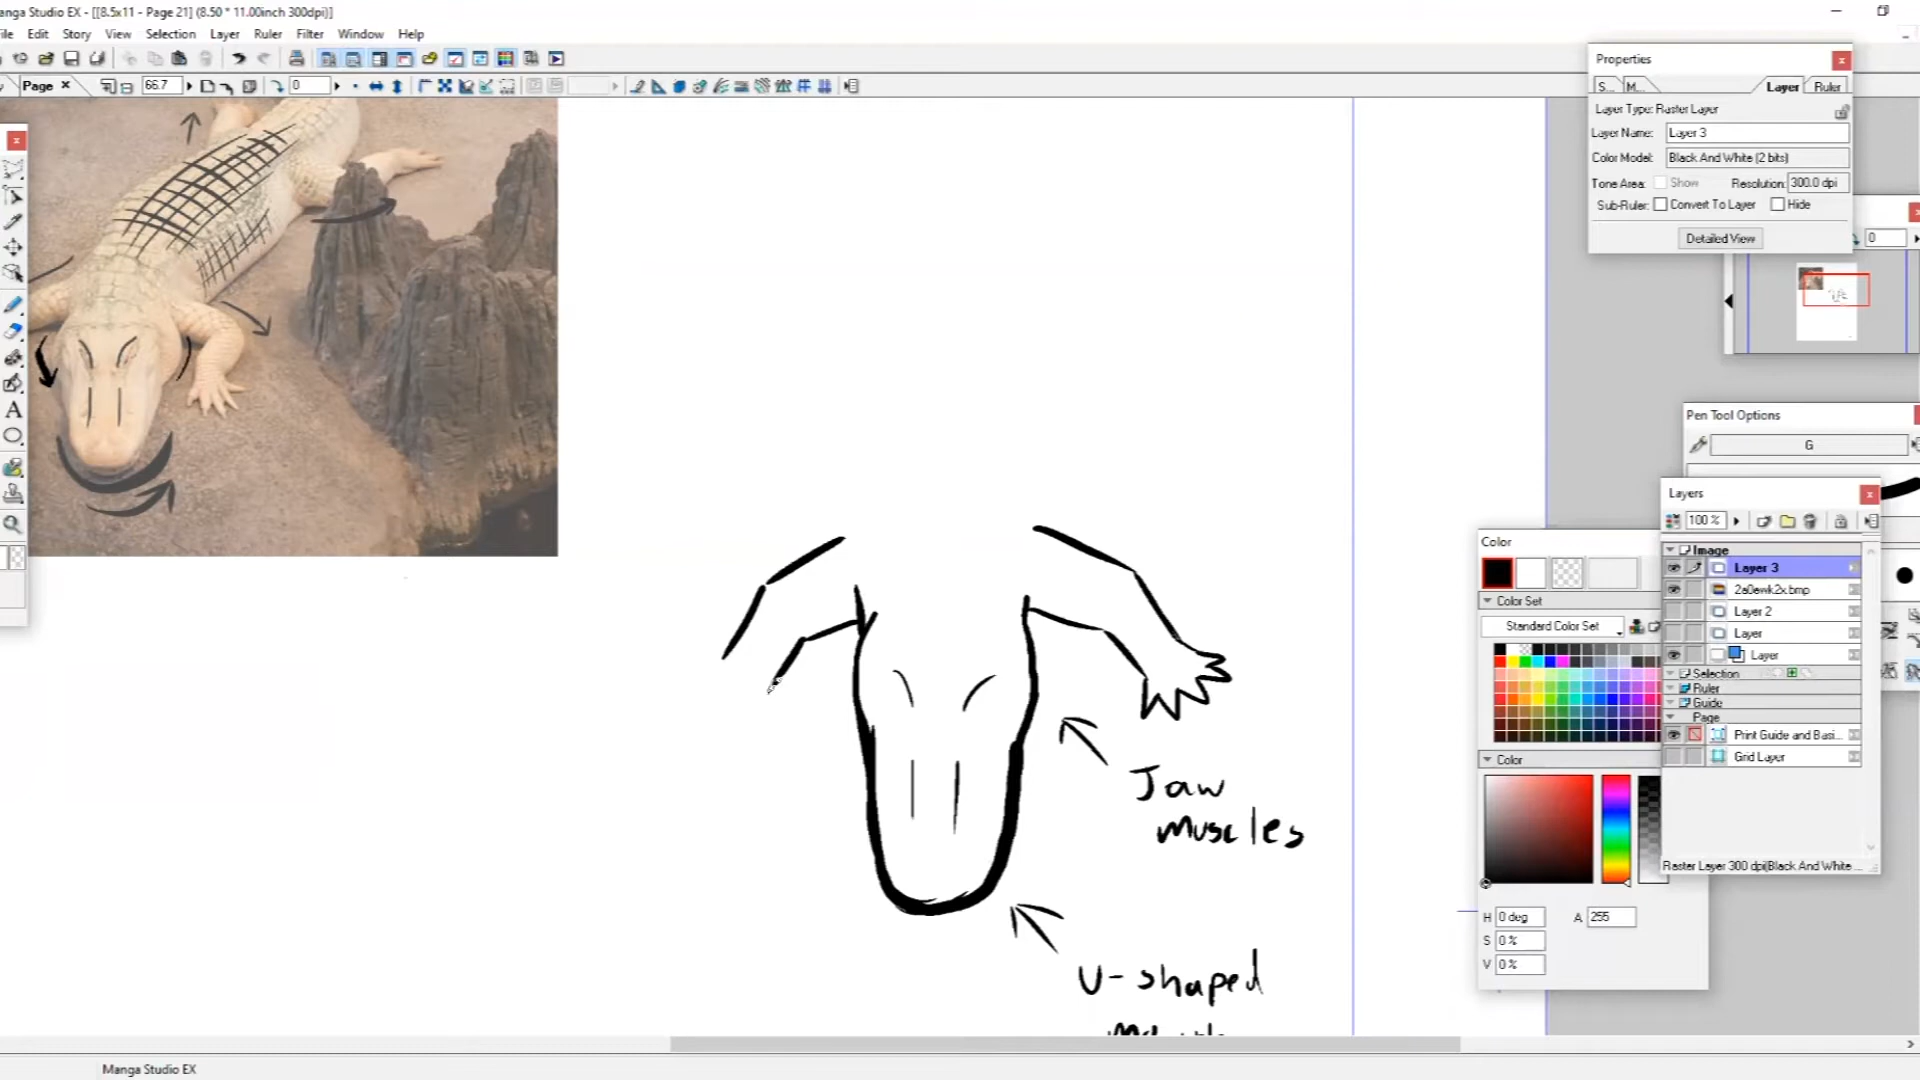 anga Studio EX - [[8.5x11 - Page 21] (8.50 * 11.00inch 300dpi)]
ile Edit Story View Selection Layer Ruler Filter Window Help
Page 66.7 0
Properties
S... M... Layer Ruler
Layer Type: Raster Layer
Layer Name: Layer 3
Color Model: Black And White (2 bits)
Tone Area: Show Resolution: 300.0 dpi
Sub-Ruler: Convert To Layer Hide
Detailed View
0
Pen Tool Options
G
Layers
100 %
Image
Layer 3
2a0ewk2x.bmp
Layer 2
Layer
Layer
Selection
Ruler
Guide
Page
Print Guide and Basi...
Grid Layer
Raster Layer 300 dpi(Black And White ...
Color
Color Set
Standard Color Set
Color
H 0 deg A 255
S 0 %
V 0 %
A
Jaw
Muscles
U-shaped
Manga Studio EX